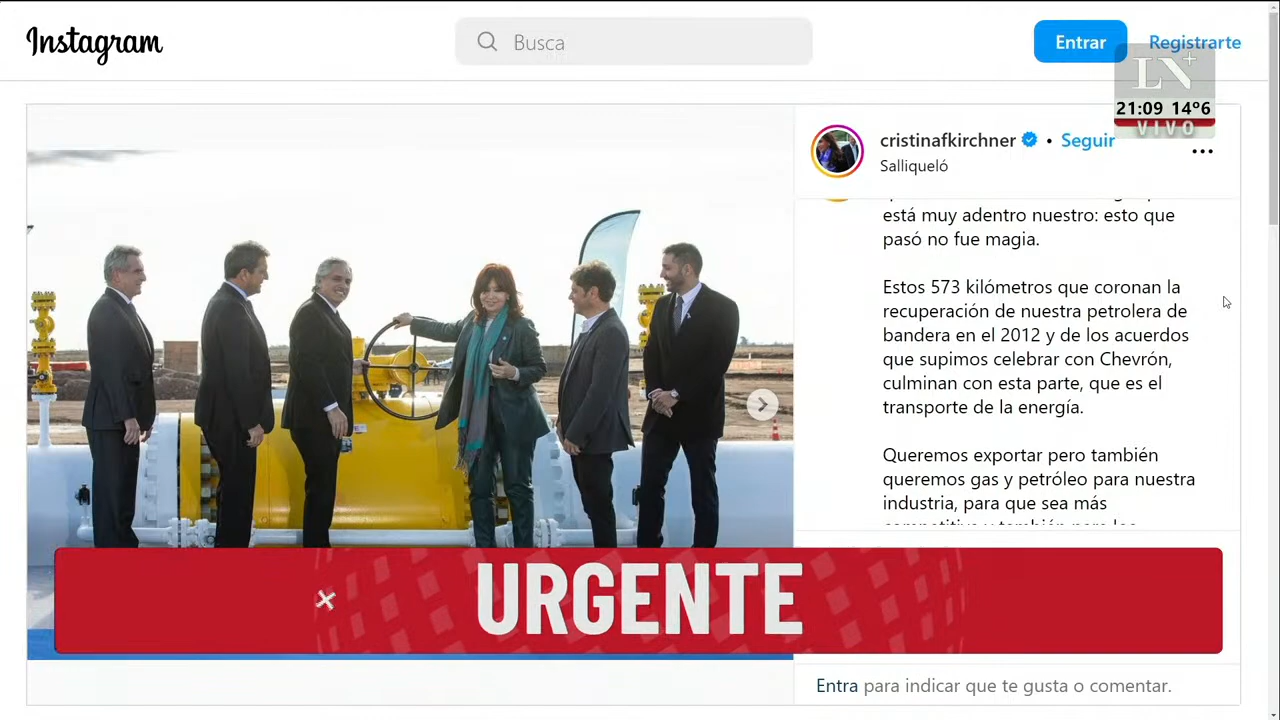 Instagram
Busca
Entrar
Registrarte
LN+
21:09 14º6
VIVO
cristinafkirchner • Seguir
Salliqueló
está muy adentro nuestro: esto que
pasó no fue magia.
Estos 573 kilómetros que coronan la
recuperación de nuestra petrolera de
bandera en el 2012 y de los acuerdos
que supimos celebrar con Chevrón,
culminan con esta parte, que es el
transporte de la energía.
Queremos exportar pero también
queremos gas y petróleo para nuestra
industria, para que sea más
URGENTE
Entra para indicar que te gusta o comentar.